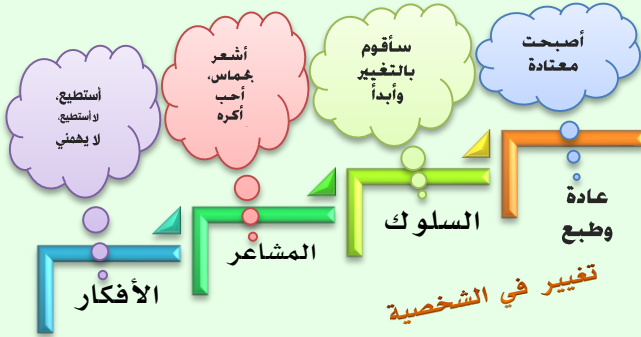 أصبحت
معتادة
سأقوم
بالتغيير
وأبدأ
أشعر
بحماس،
أحب
أكره
أستطيع،
لا أستطيع،
لا يهمني
عادة
وطبع
السلوك
المشاعر
الأفكار
تغيير في الشخصية